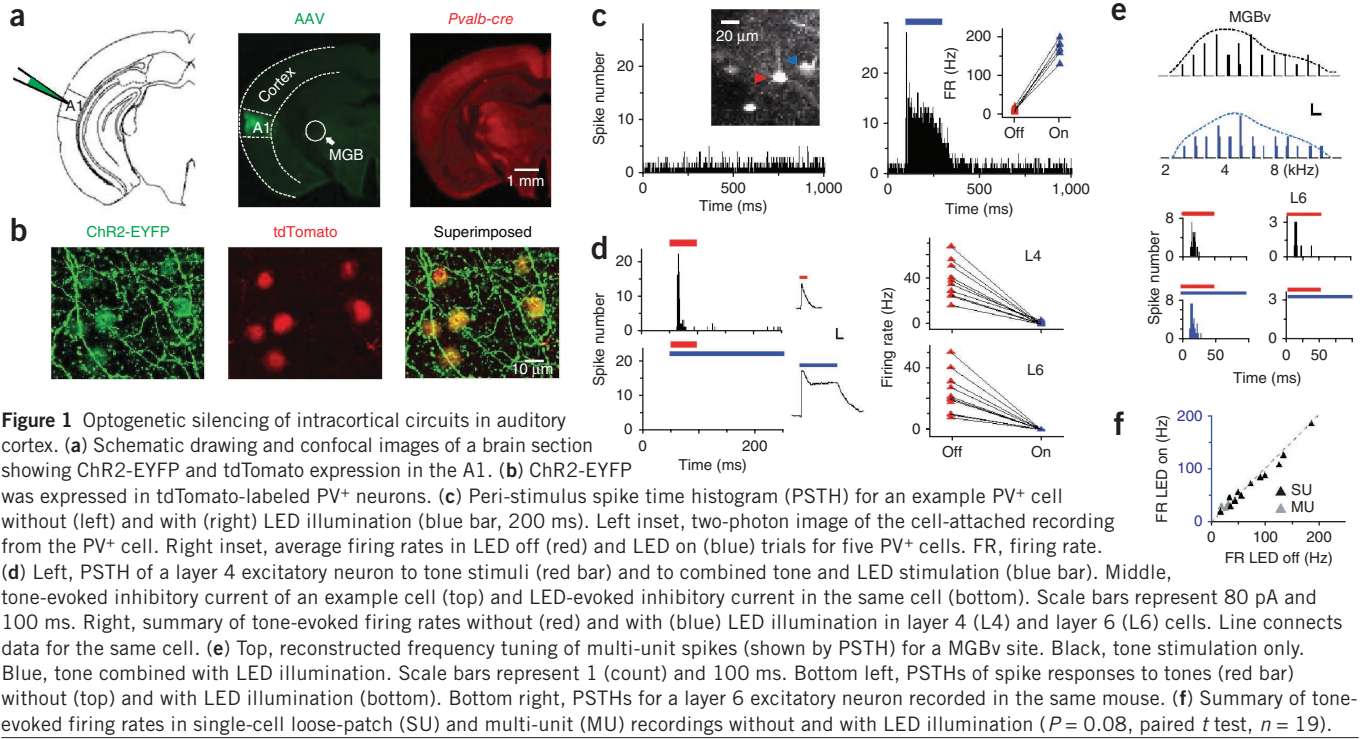 a
AAV
Pvalb-cre
A1
Cortex
A1
MGB
1 mm
b
ChR2-EYFP
tdTomato
Superimposed
10 μm
c
20 μm
Spike number
30
20
10
0
0
500
1,000
Time (ms)
30
20
10
0
0
500
1,000
Time (ms)
FR (Hz)
200
100
0
Off
On
d
Spike number
20
10
0
20
10
0
0
200
Time (ms)
Firing rate (Hz)
40
0
L4
40
0
L6
Off
On
e
MGBv
2
4
8 (kHz)
L6
Spike number
8
0
3
0
8
0
3
0
0
50
0
50
Time (ms)
f
FR LED on (Hz)
200
100
0
0
100
200
SU
MU
FR LED off (Hz)
Figure 1 Optogenetic silencing of intracortical circuits in auditory
cortex. (a) Schematic drawing and confocal images of a brain section
showing ChR2-EYFP and tdTomato expression in the A1. (b) ChR2-EYFP
was expressed in tdTomato-labeled PV+ neurons. (c) Peri-stimulus spike time histogram (PSTH) for an example PV+ cell
without (left) and with (right) LED illumination (blue bar, 200 ms). Left inset, two-photon image of the cell-attached recording
from the PV+ cell. Right inset, average firing rates in LED off (red) and LED on (blue) trials for five PV+ cells. FR, firing rate.
(d) Left, PSTH of a layer 4 excitatory neuron to tone stimuli (red bar) and to combined tone and LED stimulation (blue bar). Middle,
tone-evoked inhibitory current of an example cell (top) and LED-evoked inhibitory current in the same cell (bottom). Scale bars represent 80 pA and
100 ms. Right, summary of tone-evoked firing rates without (red) and with (blue) LED illumination in layer 4 (L4) and layer 6 (L6) cells. Line connects
data for the same cell. (e) Top, reconstructed frequency tuning of multi-unit spikes (shown by PSTH) for a MGBv site. Black, tone stimulation only.
Blue, tone combined with LED illumination. Scale bars represent 1 (count) and 100 ms. Bottom left, PSTHs of spike responses to tones (red bar)
without (top) and with LED illumination (bottom). Bottom right, PSTHs for a layer 6 excitatory neuron recorded in the same mouse. (f) Summary of tone-
evoked firing rates in single-cell loose-patch (SU) and multi-unit (MU) recordings without and with LED illumination (P = 0.08, paired t test, n = 19).